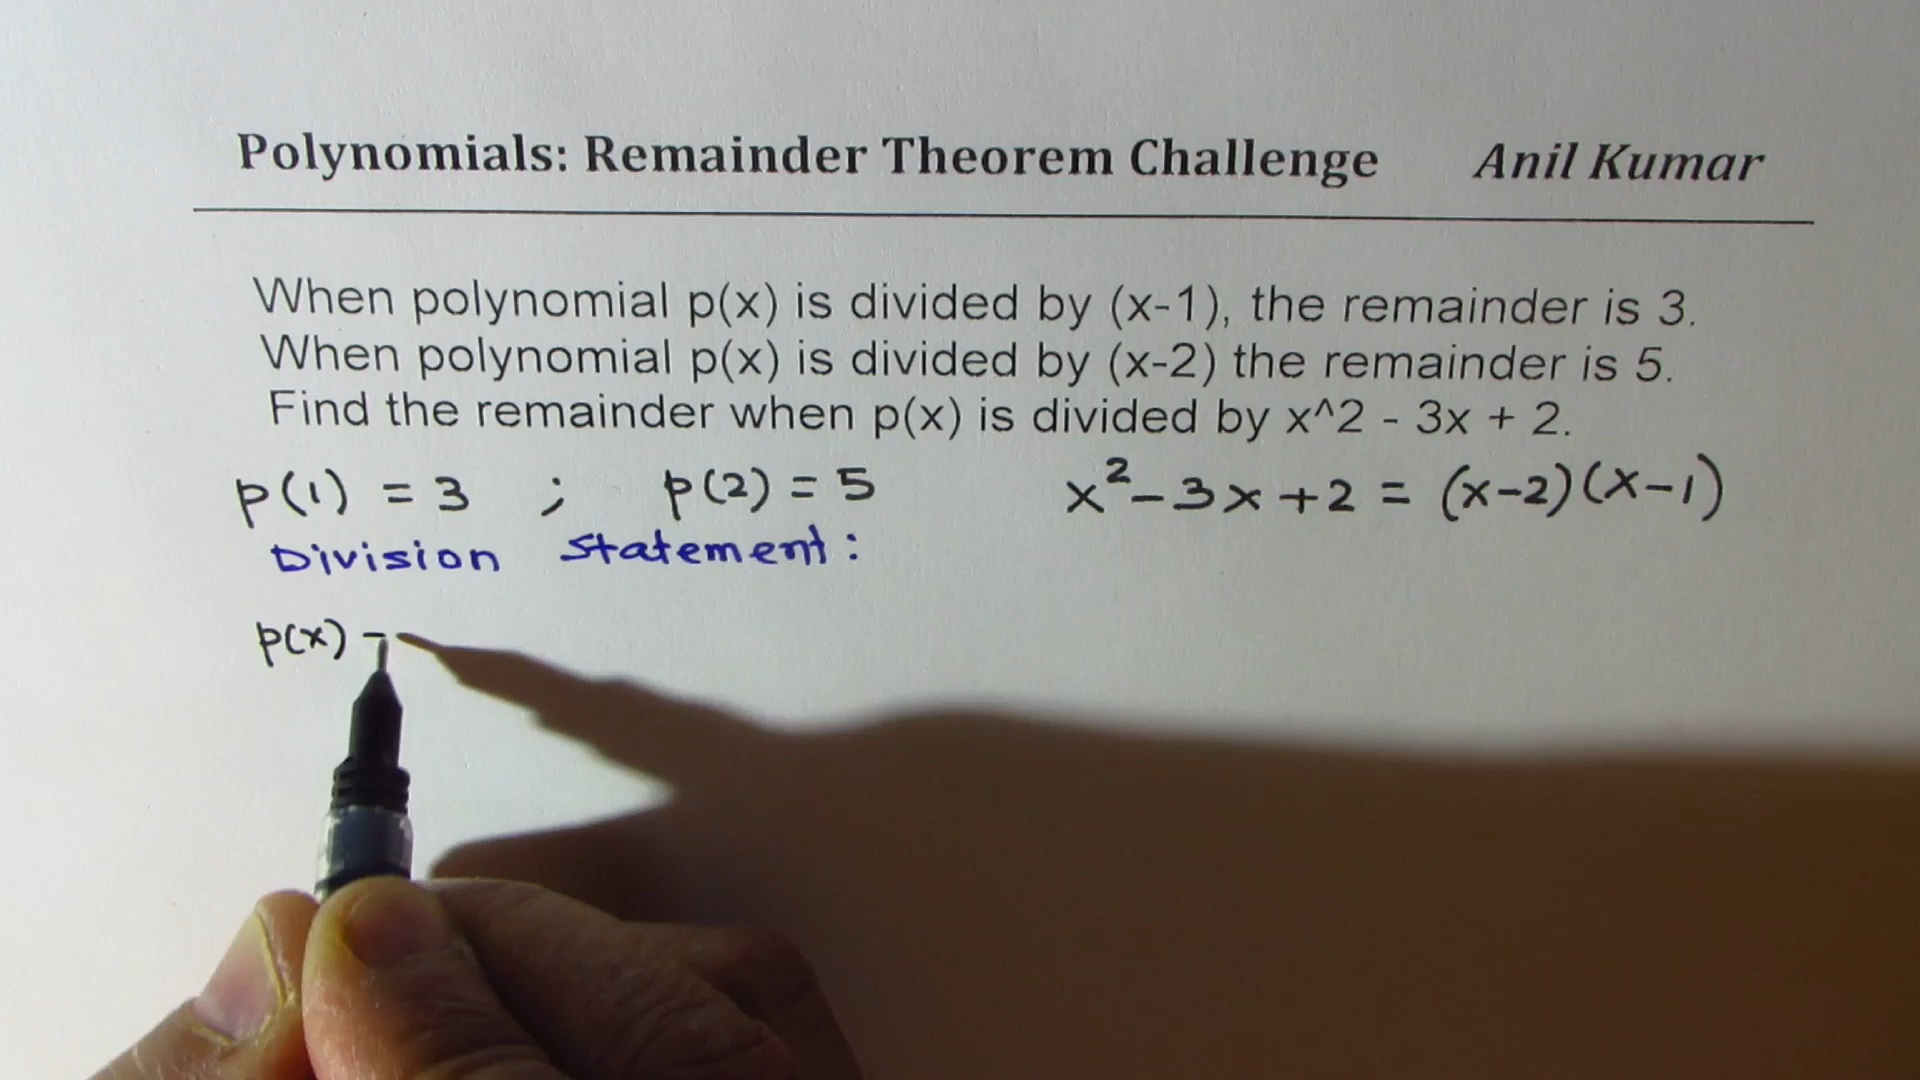 Polynomials: Remainder Theorem Challenge Anil Kumar
When polynomial p(x) is divided by (x-1), the remainder is 3.
When polynomial p(x) is divided by (x-2) the remainder is 5.
Find the remainder when p(x) is divided by x^2 - 3x + 2.
p(1) = 3 ; p(2) = 5 x² - 3x + 2 = (x-2)(x-1)
Division Statement:
p(x) -